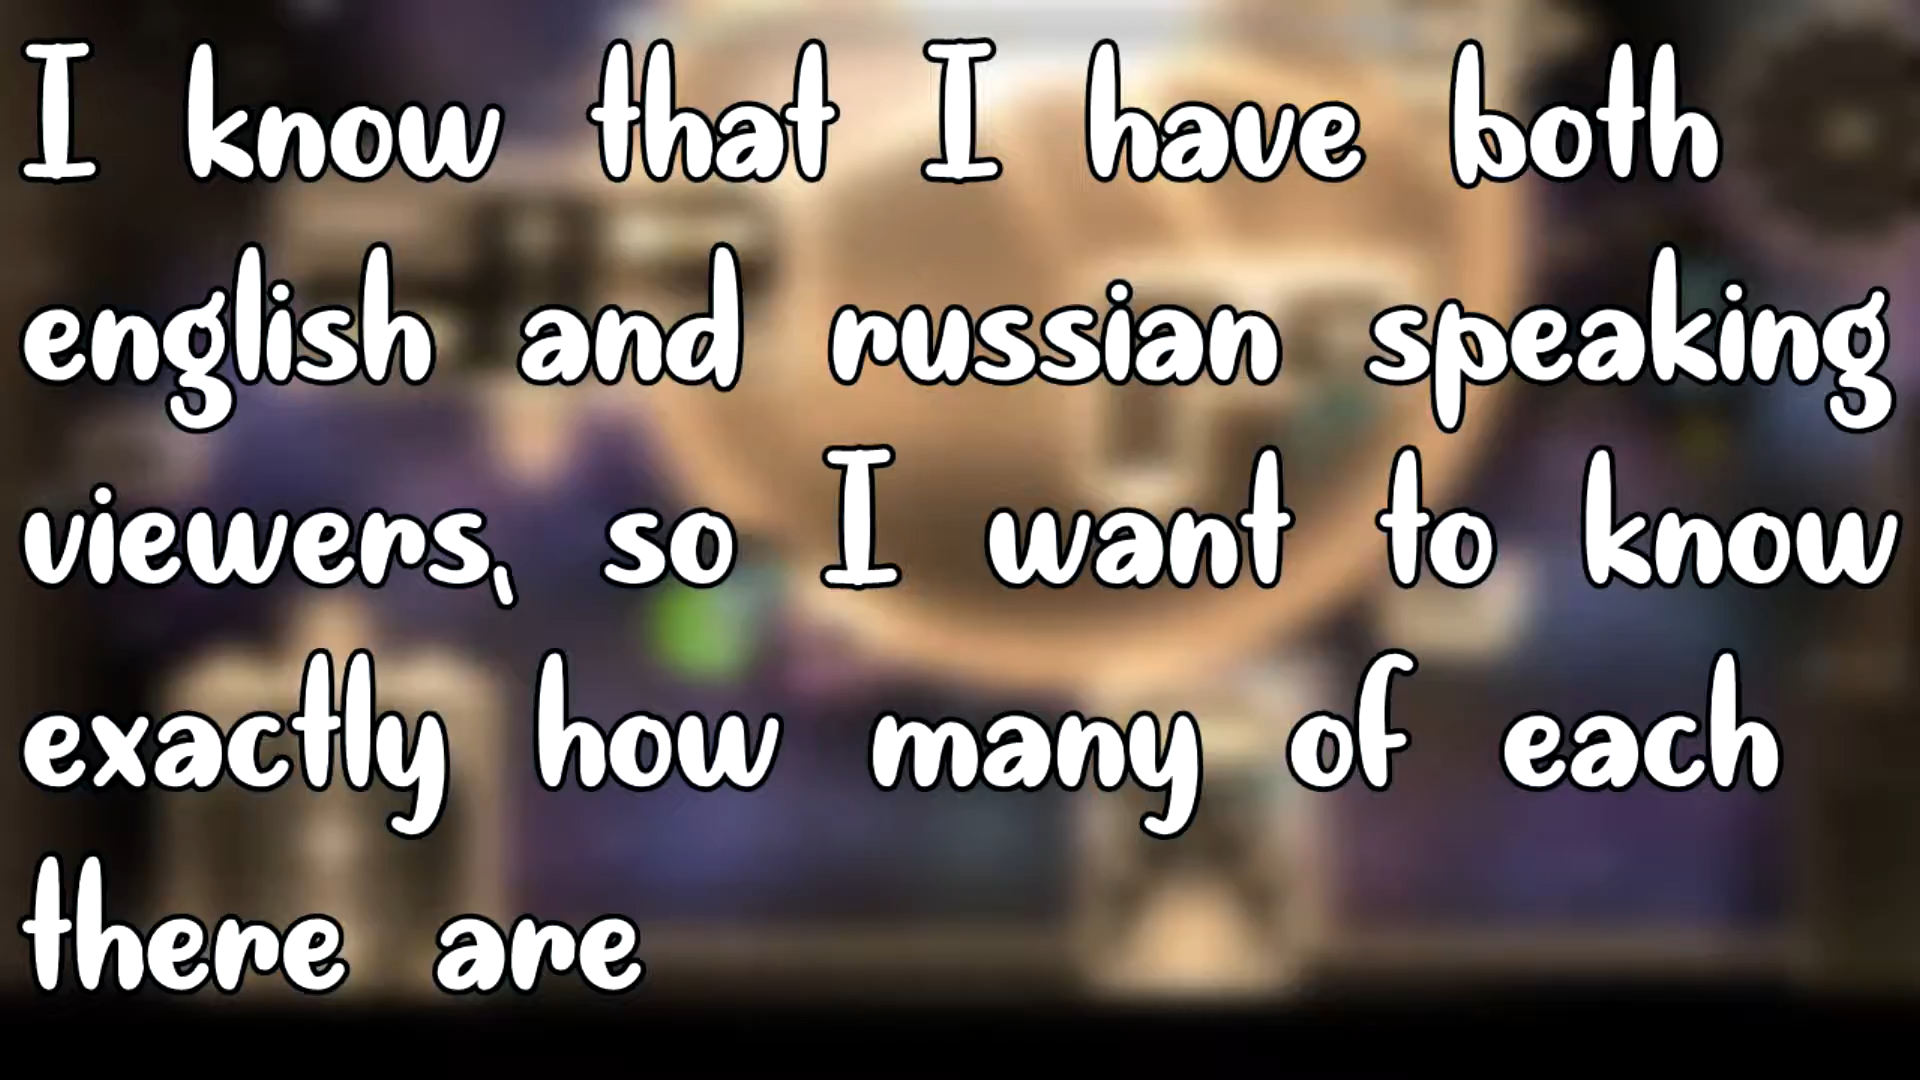 I know that I have both
english and russian speaking
viewers, so I want to know
exactly how many of each
there are